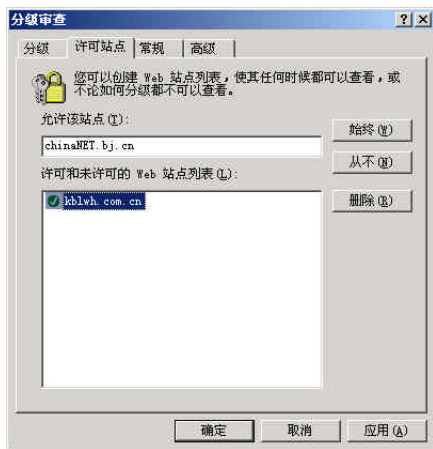 分级审查
分级 许可站点 常规 高级
您可以创建 Web 站点列表，使其任何时候都可以查看，或
不论如何分级都不可以查看。
允许该站点(T)：
始终(W)
chinaNET.bj.cn
从不(N)
许可和未许可的 Web 站点列表(L)：
kblwh.com.cn
删除(R)
确定 取消 应用(A)